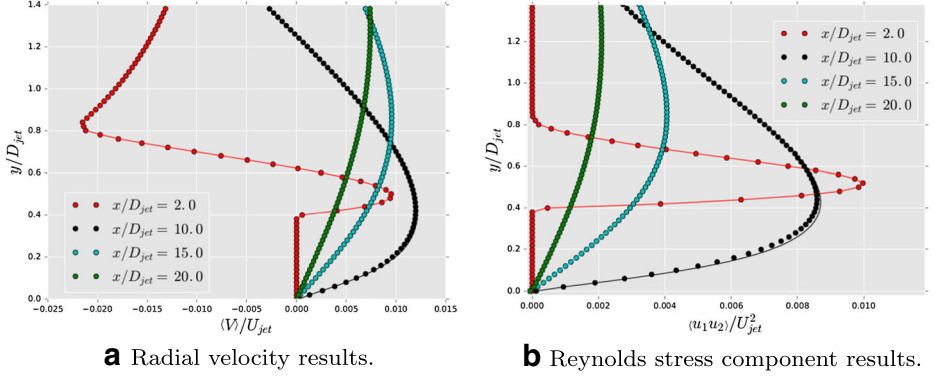 1.4
1.2
1.0
0.8
0.6
0.4
0.2
0.0
y/D_jet
x/D_jet = 2.0
x/D_jet = 10.0
x/D_jet = 15.0
x/D_jet = 20.0
−0.025 −0.020 −0.015 −0.010 −0.005 0.000 0.005 0.010 0.015
⟨V⟩/U_jet
a Radial velocity results.
1.2
1.0
0.8
0.6
0.4
0.2
0.0
y/D_jet
x/D_jet = 2.0
x/D_jet = 10.0
x/D_jet = 15.0
x/D_jet = 20.0
0.000 0.002 0.004 0.006 0.008 0.010
⟨u₁u₂⟩/U²_jet
b Reynolds stress component results.